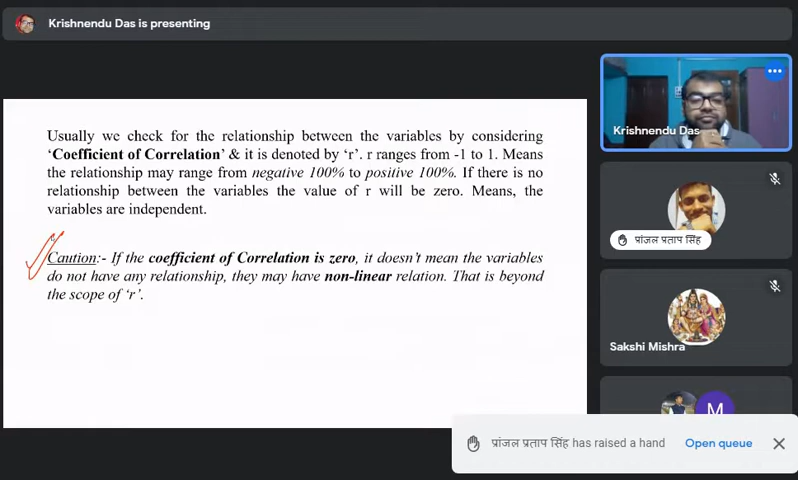 Krishnendu Das is presenting
Usually we check for the relationship between the variables by considering
‘Coefficient of Correlation’ & it is denoted by ‘r’. r ranges from -1 to 1. Means
the relationship may range from negative 100% to positive 100%. If there is no
relationship between the variables the value of r will be zero. Means, the
variables are independent.
Caution:- If the coefficient of Correlation is zero, it doesn’t mean the variables
do not have any relationship, they may have non-linear relation. That is beyond
the scope of ‘r’.
Krishnendu Das
प्रांजल प्रताप सिंह
Sakshi Mishra
M
प्रांजल प्रताप सिंह has raised a hand
Open queue